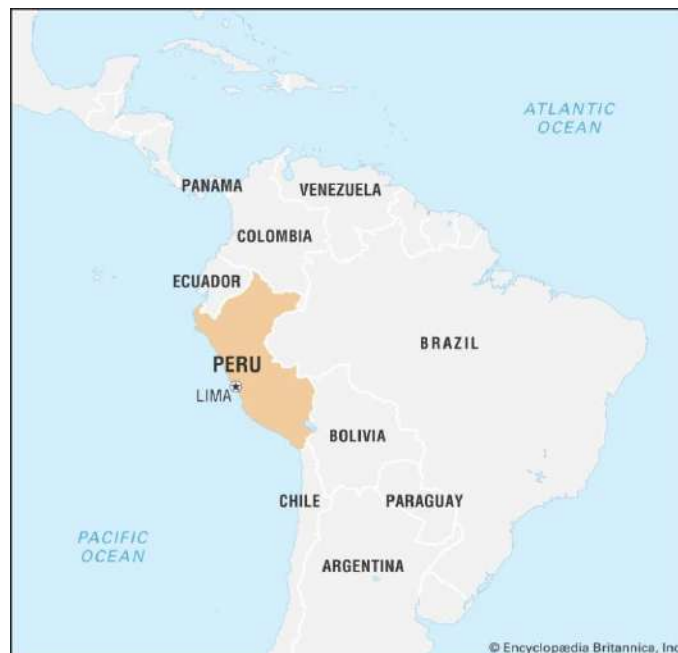 ATLANTIC
OCEAN
PANAMA
VENEZUELA
COLOMBIA
ECUADOR
BRAZIL
PERU
LIMA
BOLIVIA
CHILE
PARAGUAY
PACIFIC
OCEAN
ARGENTINA
© Encyclopædia Britannica, Inc